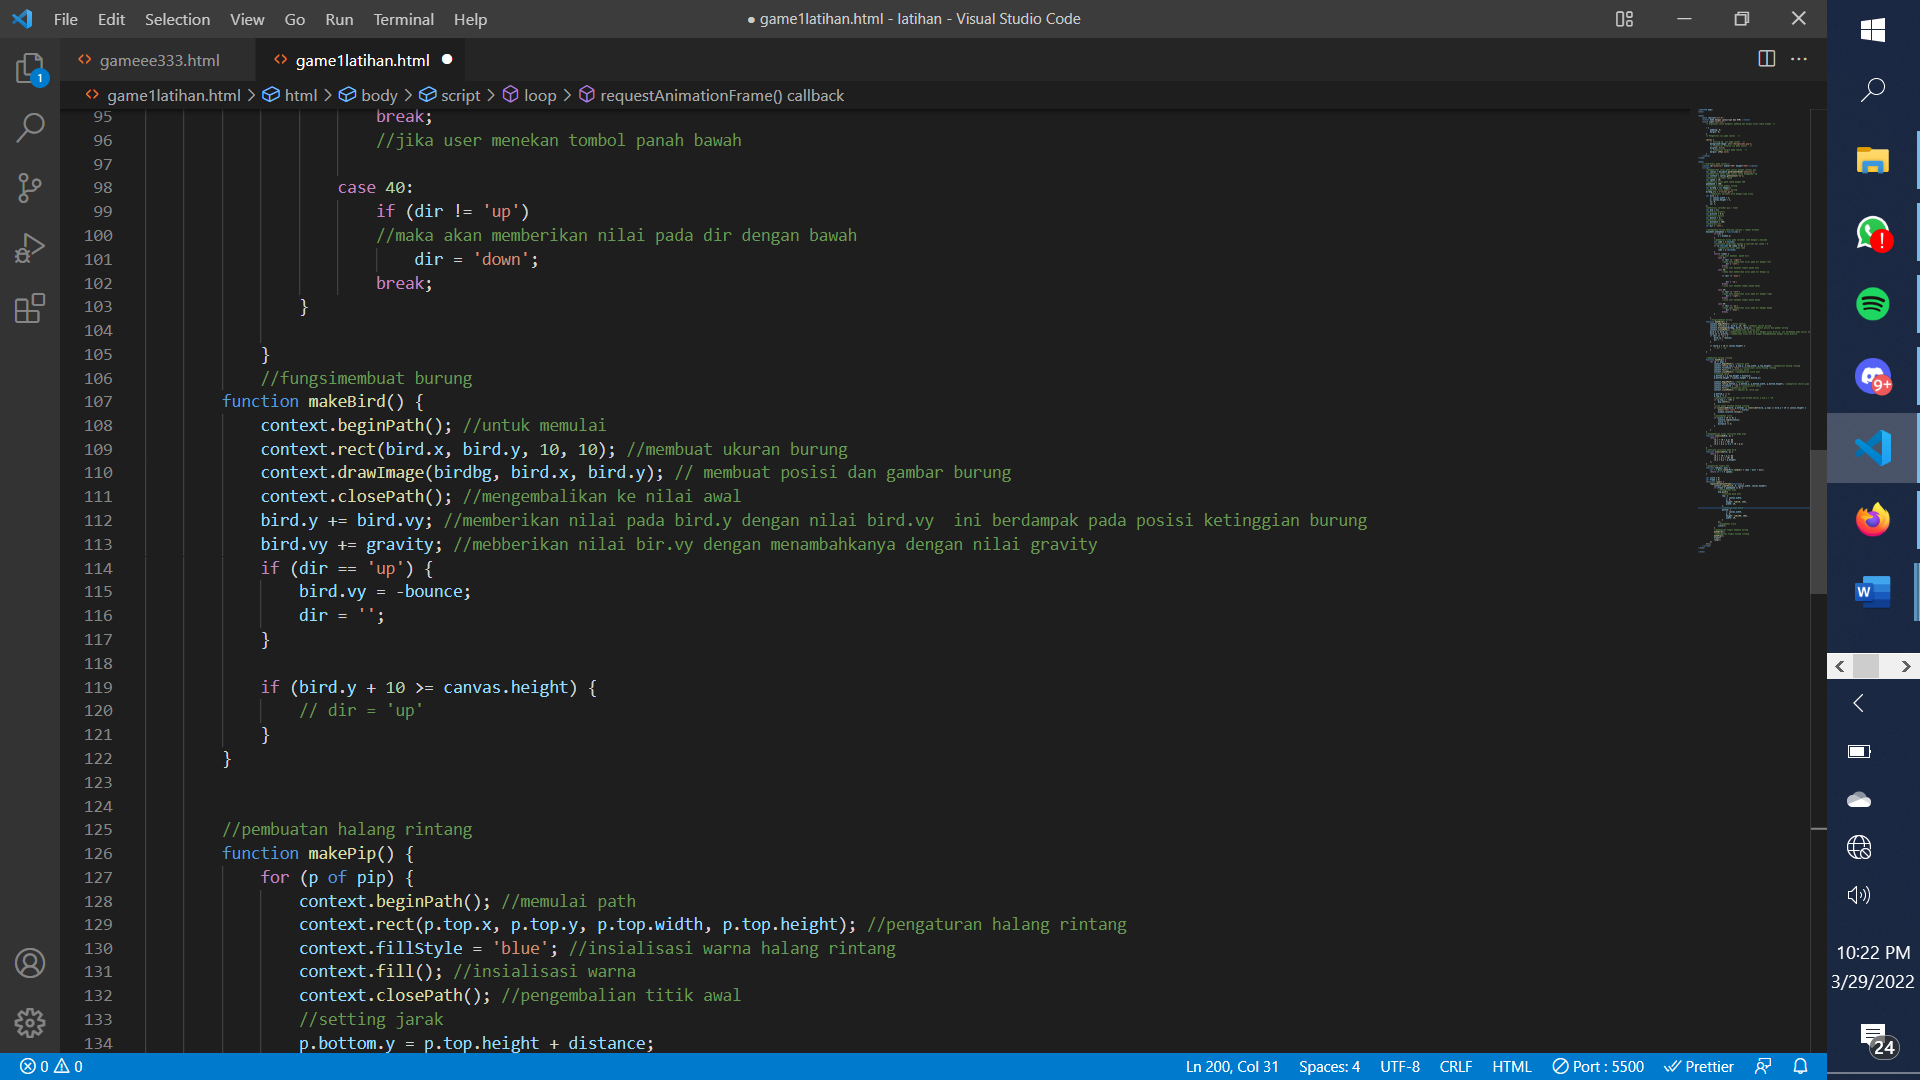 File Edit Selection View Go Run Terminal Help
● game1latihan.html - latihan - Visual Studio Code
gameee333.html
game1latihan.html
game1latihan.html > html > body > script > loop > requestAnimationFrame() callback
95 break;
96 //jika user menekan tombol panah bawah
97
98 case 40:
99 if (dir != 'up')
100 //maka akan memberikan nilai pada dir dengan bawah
101 dir = 'down';
102 break;
103 }
104
105 }
106 //fungsimembuat burung
107 function makeBird() {
108 context.beginPath(); //untuk memulai
109 context.rect(bird.x, bird.y, 10, 10); //membuat ukuran burung
110 context.drawImage(birdbg, bird.x, bird.y); // membuat posisi dan gambar burung
111 context.closePath(); //mengembalikan ke nilai awal
112 bird.y += bird.vy; //memberikan nilai pada bird.y dengan nilai bird.vy  ini berdampak pada posisi ketinggian burung
113 bird.vy += gravity; //mebberikan nilai bir.vy dengan menambahkanya dengan nilai gravity
114 if (dir == 'up') {
115 bird.vy = -bounce;
116 dir = '';
117 }
118
119 if (bird.y + 10 >= canvas.height) {
120 // dir = 'up'
121 }
122 }
123
124
125 //pembuatan halang rintang
126 function makePip() {
127 for (p of pip) {
128 context.beginPath(); //memulai path
129 context.rect(p.top.x, p.top.y, p.top.width, p.top.height); //pengaturan halang rintang
130 context.fillStyle = 'blue'; //insialisasi warna halang rintang
131 context.fill(); //insialisasi warna
132 context.closePath(); //pengembalian titik awal
133 //setting jarak
134 p.bottom.y = p.top.height + distance;
0 0
Ln 200, Col 31 Spaces: 4 UTF-8 CRLF HTML Port : 5500 Prettier
1
!
9+
W
10:22 PM
3/29/2022
24